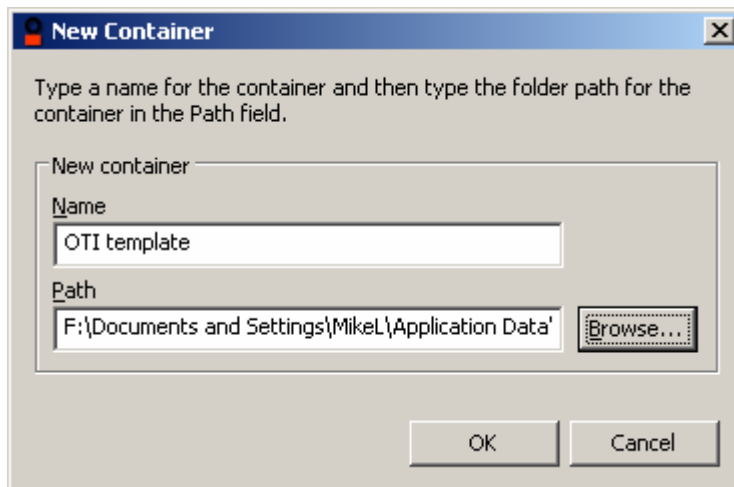 New Container
Type a name for the container and then type the folder path for the
container in the Path field.
New container
Name
OTI template
Path
F:\Documents and Settings\MikeL\Application Data'
Browse...
OK
Cancel